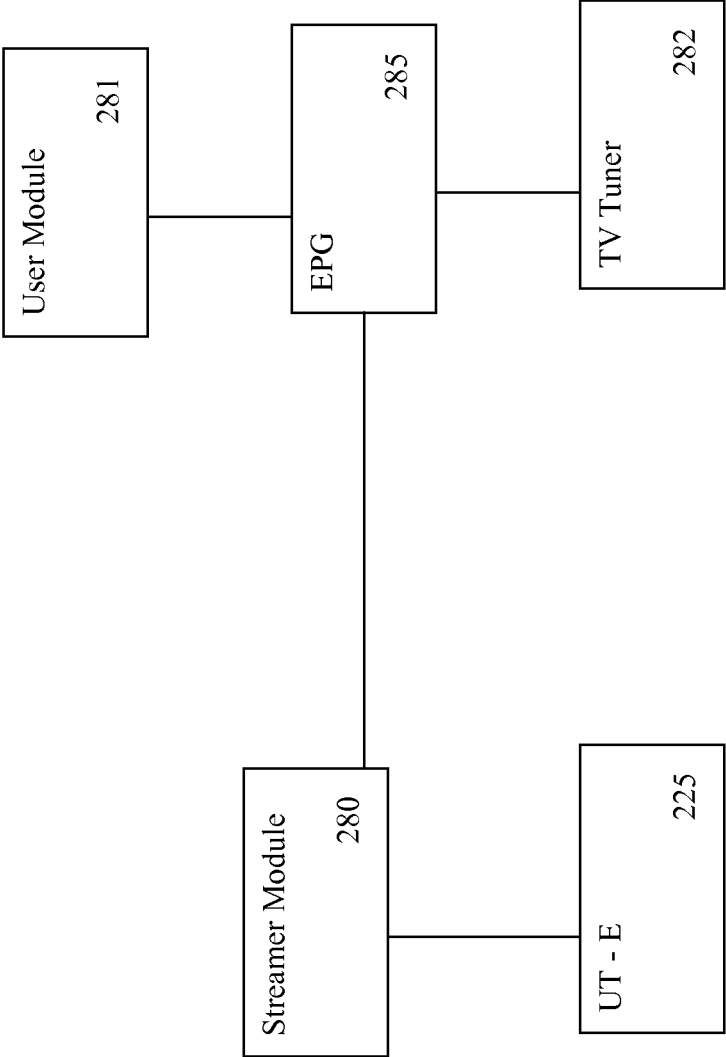 User Module
281
EPG
285
TV Tuner
282
Streamer Module
280
UT - E
225